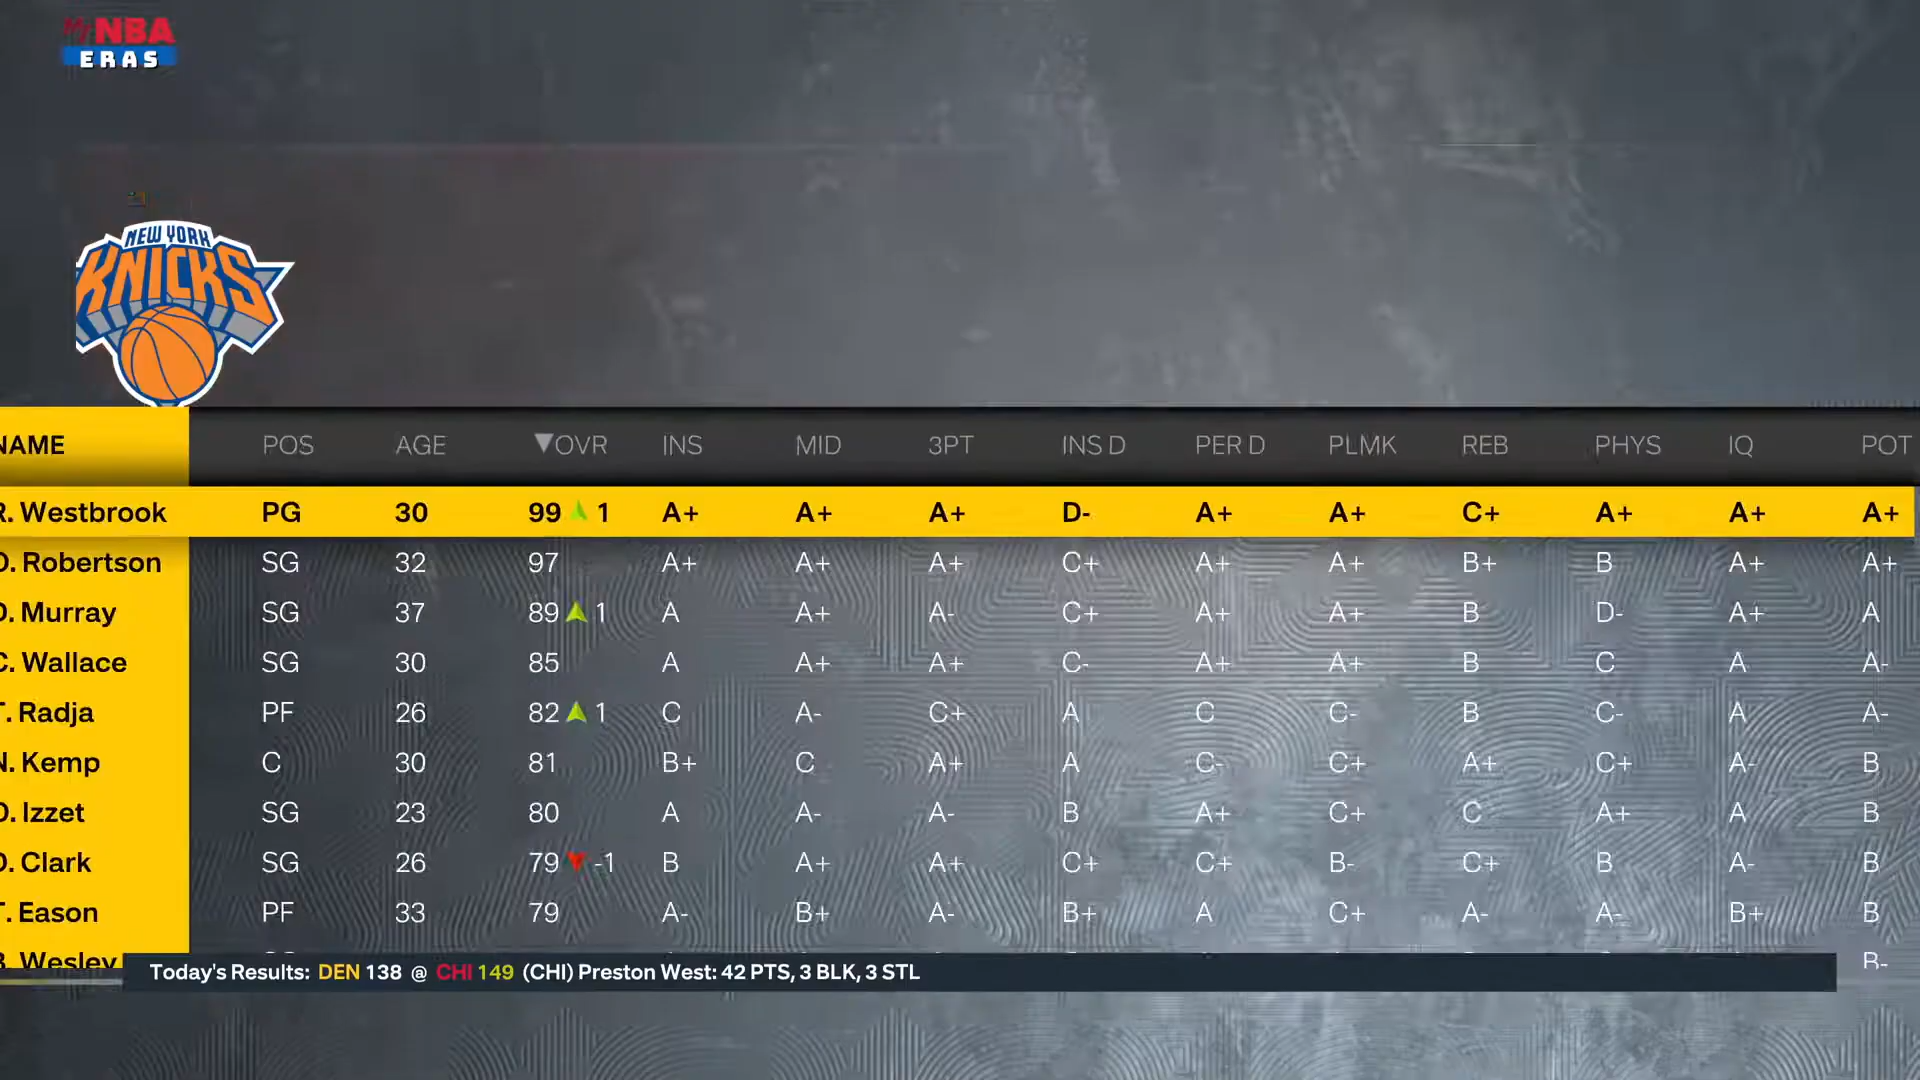 MyNBA
ERAS
NEW YORK
KNICKS
NAME POS AGE ▼OVR INS MID 3PT INS D PER D PLMK REB PHYS IQ POT
R. Westbrook PG 30 99 ▲ 1 A+ A+ A+ D- A+ A+ C+ A+ A+ A+
O. Robertson SG 32 97 A+ A+ A+ C+ A+ A+ B+ B A+ A+
D. Murray SG 37 89 ▲ 1 A A+ A- C+ A+ A+ B D- A+ A
C. Wallace SG 30 85 A A+ A+ C- A+ A+ B C A A-
T. Radja PF 26 82 ▲ 1 C A- C+ A C C- B C- A A-
N. Kemp C 30 81 B+ C A+ A C- C+ A+ C+ A- B
D. Izzet SG 23 80 A A- A- B A+ C+ C A+ A B
D. Clark SG 26 79 ▼ -1 B A+ A+ C+ C+ B- C+ B A- B
T. Eason PF 33 79 A- B+ A- B+ A C+ A- A- B+ B
Wesley B-
Today's Results: DEN 138 @ CHI 149 (CHI) Preston West: 42 PTS, 3 BLK, 3 STL